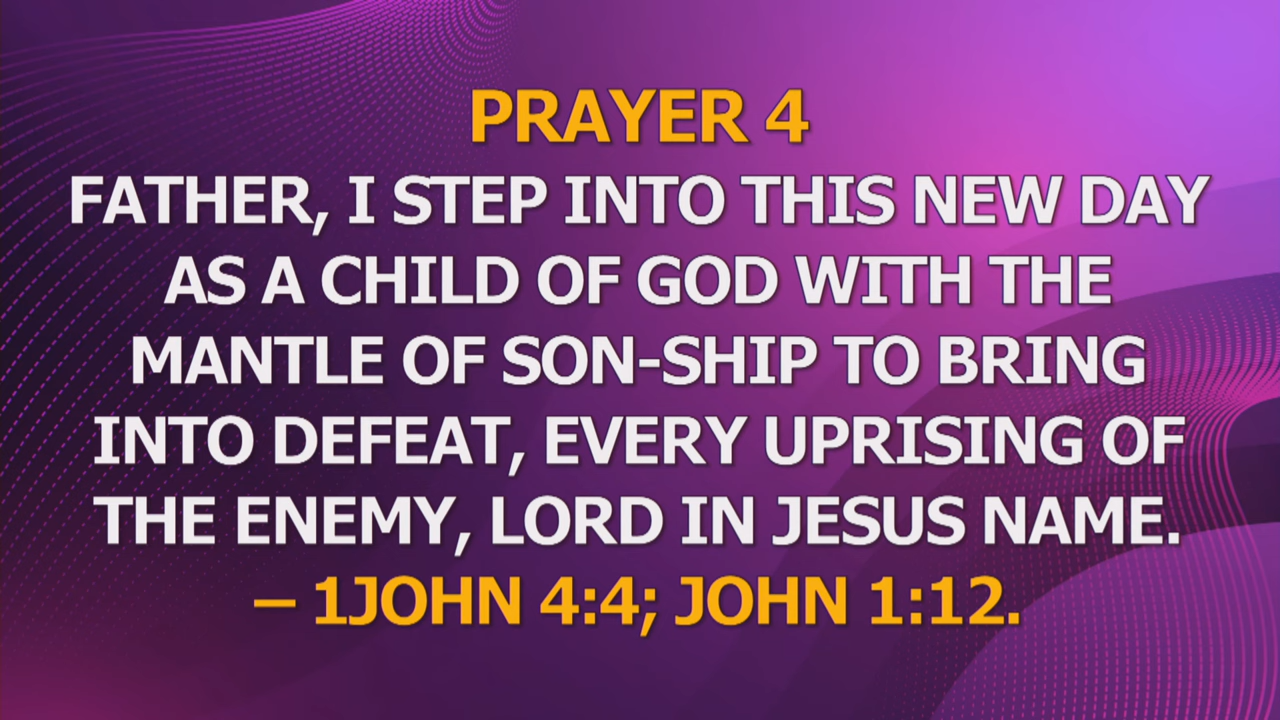 PRAYER 4
FATHER, I STEP INTO THIS NEW DAY
AS A CHILD OF GOD WITH THE
MANTLE OF SON-SHIP TO BRING
INTO DEFEAT, EVERY UPRISING OF
THE ENEMY, LORD IN JESUS NAME.
– 1JOHN 4:4; JOHN 1:12.